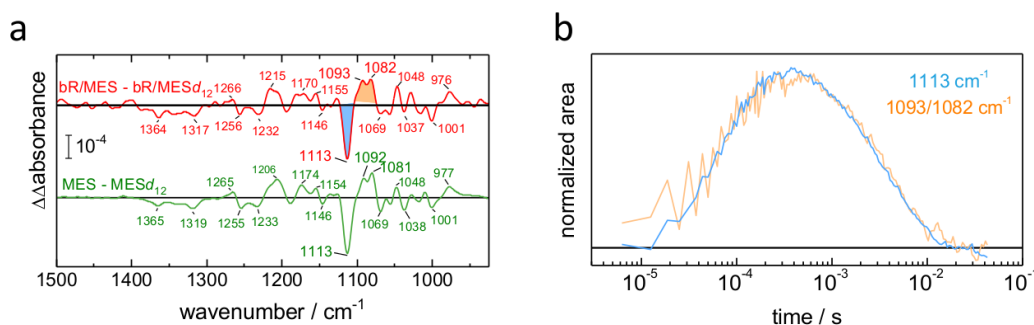 a
ΔΔabsorbance
bR/MES - bR/MESd12
1266
1215
1170
1155
1093
1082
1048
976
1364
1317
1256
1232
1146
1069
1037
1001
10-4
1113
1092
1081
MES - MESd12
1265
1206
1174
1154
1048
977
1365
1319
1255
1233
1146
1069
1038
1001
1113
1500 1400 1300 1200 1100 1000
wavenumber / cm-1
b
normalized area
1113 cm-1
1093/1082 cm-1
10-5 10-4 10-3 10-2 10-1
time / s